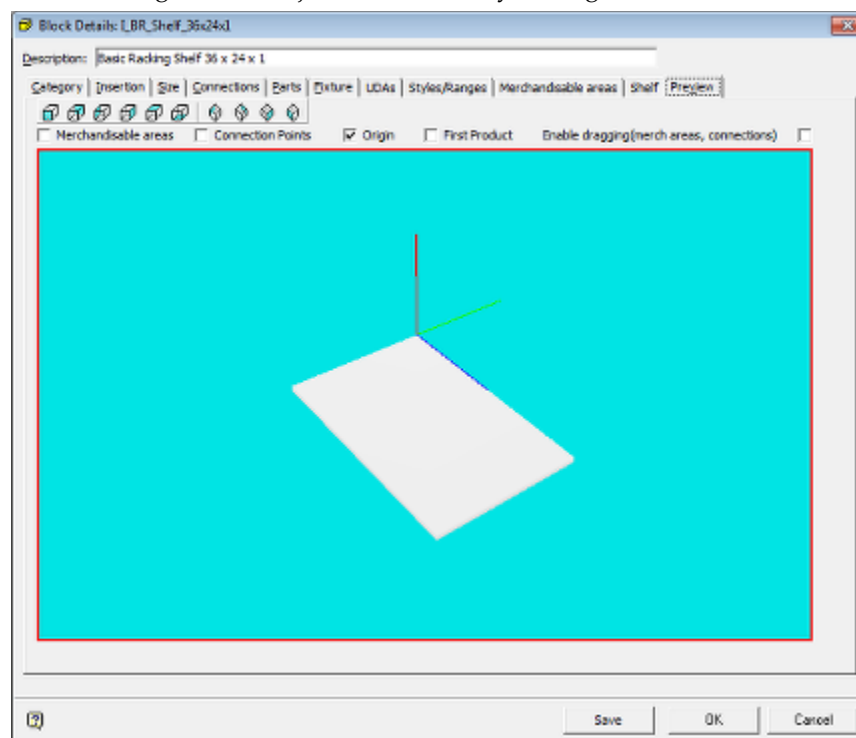 Block Details: I_BR_Shelf_36x24x1
Description: Basic Racking Shelf 36 x 24 x 1
Category Insertion Size Connections Parts Fixture UDAs Styles/Ranges Merchandisable areas Shelf Preview
Merchandisable areas Connection Points Origin First Product Enable dragging(merch areas, connections)
Save OK Cancel